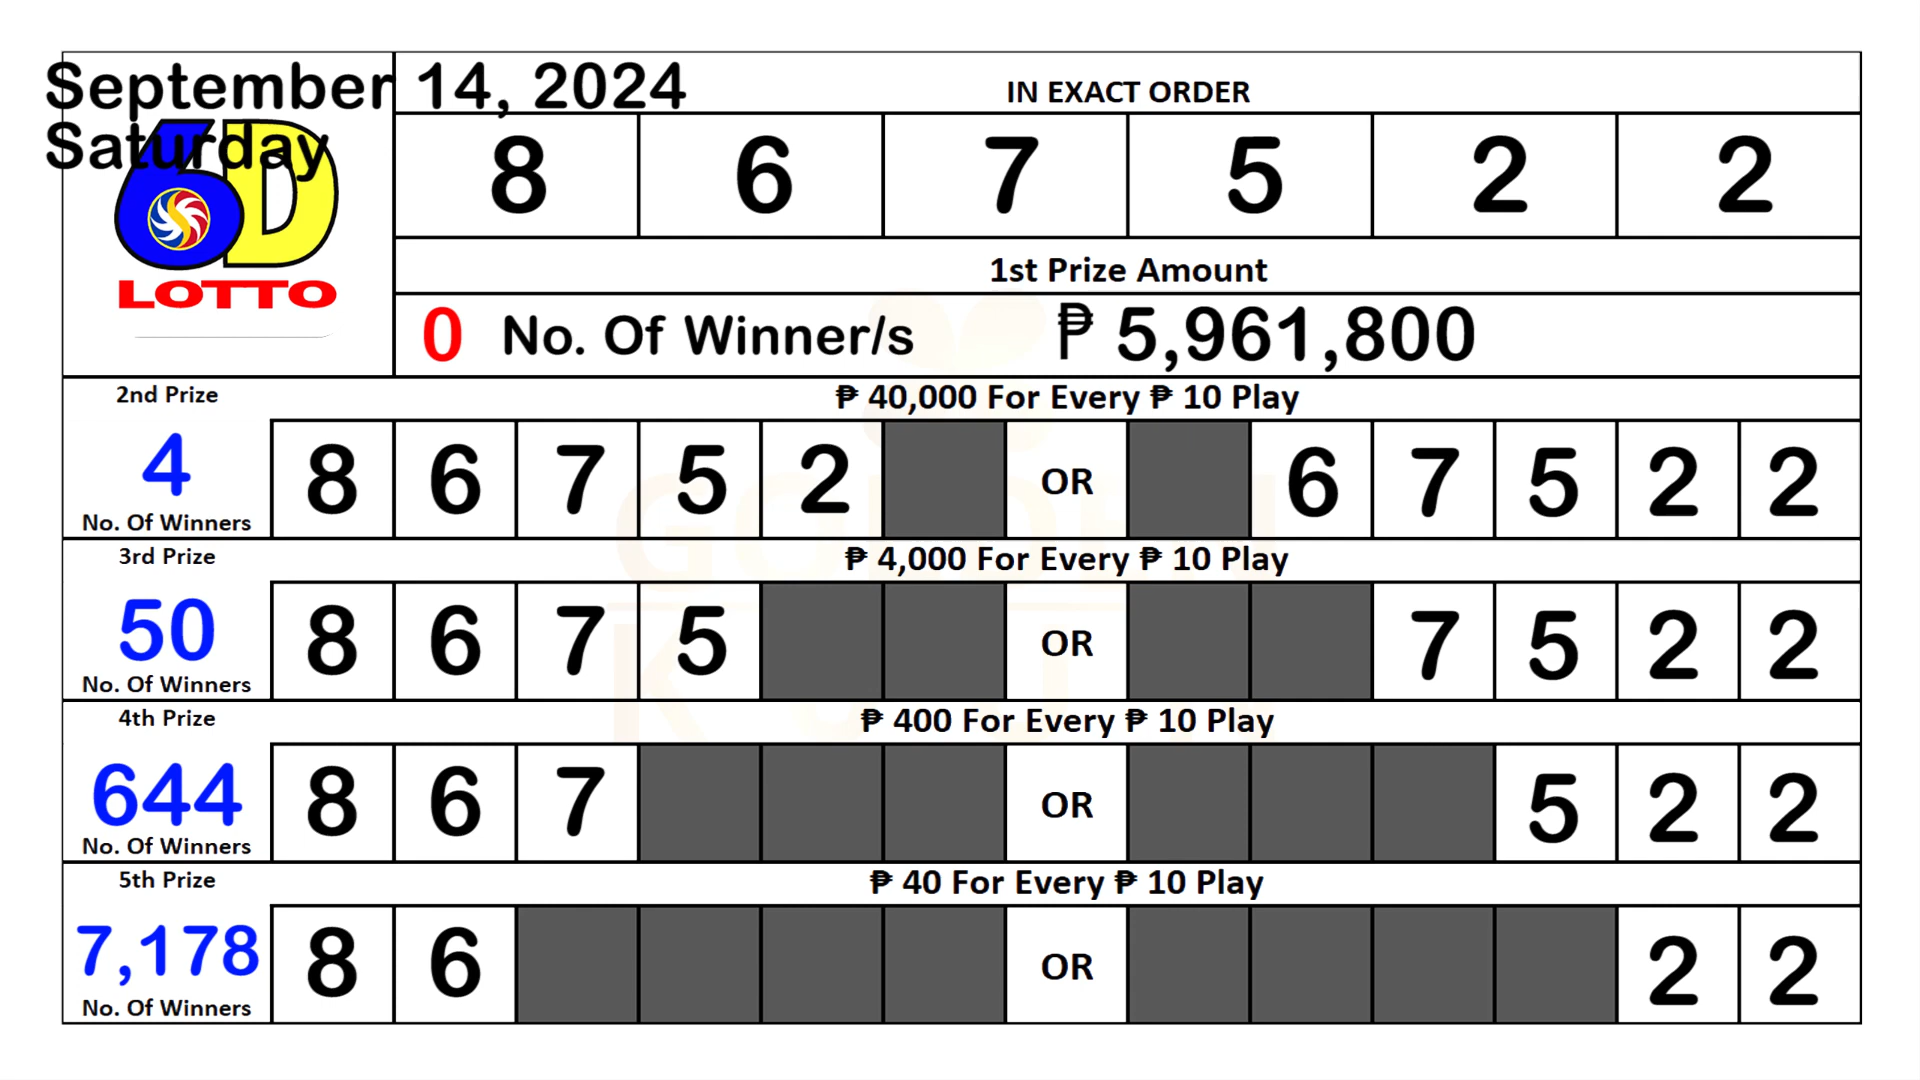 September 14, 2024
Saturday
6D
LOTTO
IN EXACT ORDER
8 6 7 5 2 2
1st Prize Amount
0 No. Of Winner/s ₱ 5,961,800
2nd Prize
₱ 40,000 For Every ₱ 10 Play
4
No. Of Winners
8 6 7 5 2 OR 6 7 5 2 2
3rd Prize
₱ 4,000 For Every ₱ 10 Play
50
No. Of Winners
8 6 7 5 OR 7 5 2 2
4th Prize
₱ 400 For Every ₱ 10 Play
644
No. Of Winners
8 6 7 OR 5 2 2
5th Prize
₱ 40 For Every ₱ 10 Play
7,178
No. Of Winners
8 6 OR 2 2